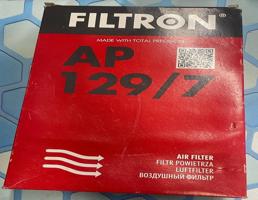 FILTRON®
MADE WITH TOTAL PRECISION
AP
129/7
AIR FILTER
FILTR POWIETRZA
LUFTFILTER
ВОЗДУШНЫЙ ФИЛЬТР